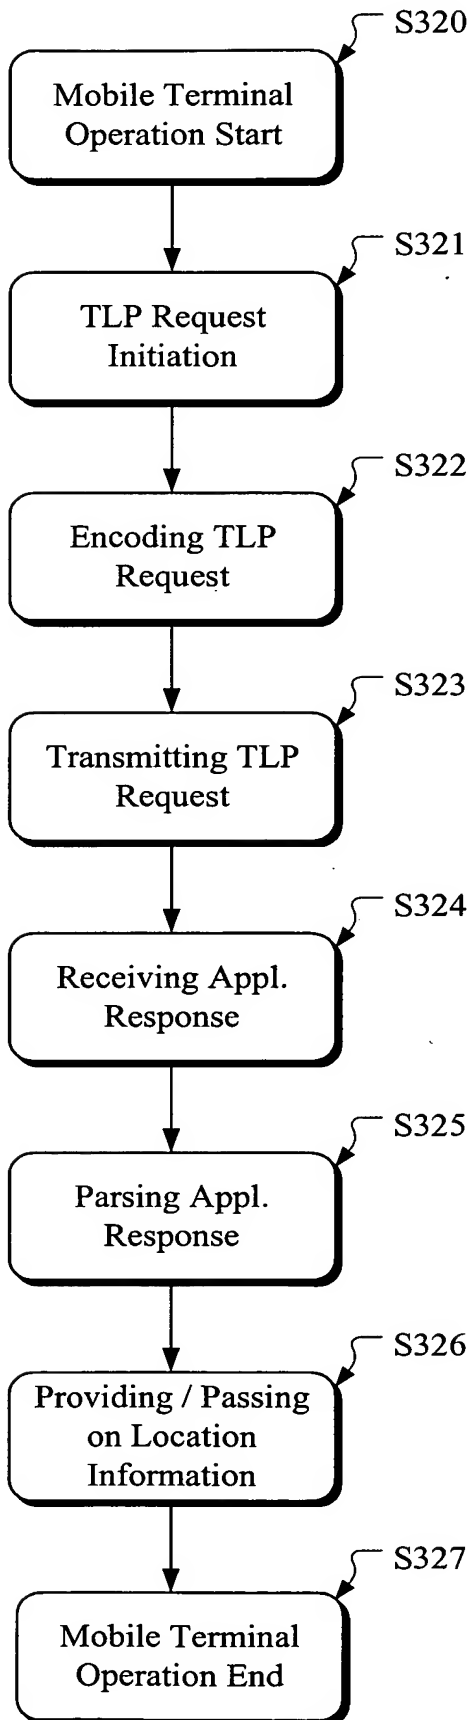 S320
Mobile Terminal
Operation Start
S321
TLP Request
Initiation
S322
Encoding TLP
Request
S323
Transmitting TLP
Request
S324
Receiving Appl.
Response
S325
Parsing Appl.
Response
S326
Providing / Passing
on Location
Information
S327
Mobile Terminal
Operation End